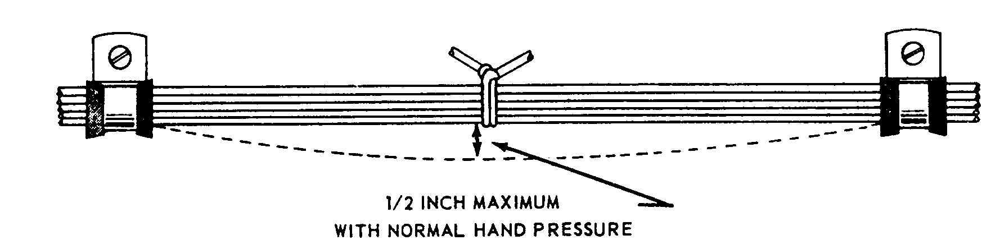 1/2 INCH MAXIMUM
WITH NORMAL HAND PRESSURE